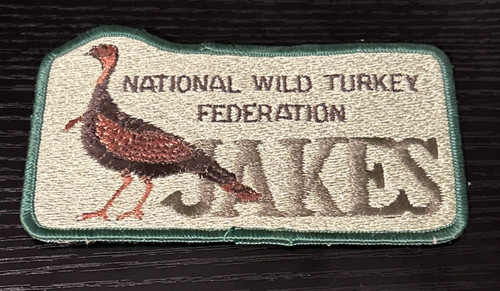 NATIONAL WILD TURKEY
FEDERATION
JAKES